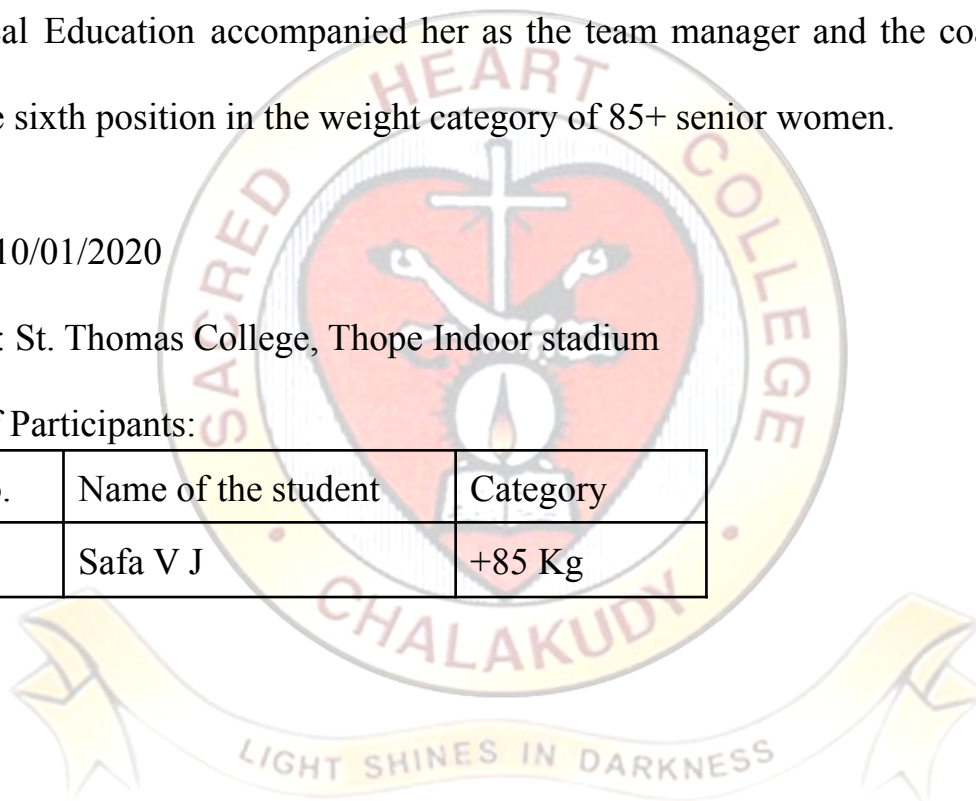 al Education accompanied her as the team manager and the co
sixth position in the weight category of 85+ senior women.
10/01/2020
: St. Thomas College, Thope Indoor stadium
Participants:
. Name of the student Category
Safa V J +85 Kg
SACRED HEART COLLEGE
CHALAKUDY
LIGHT SHINES IN DARKNESS